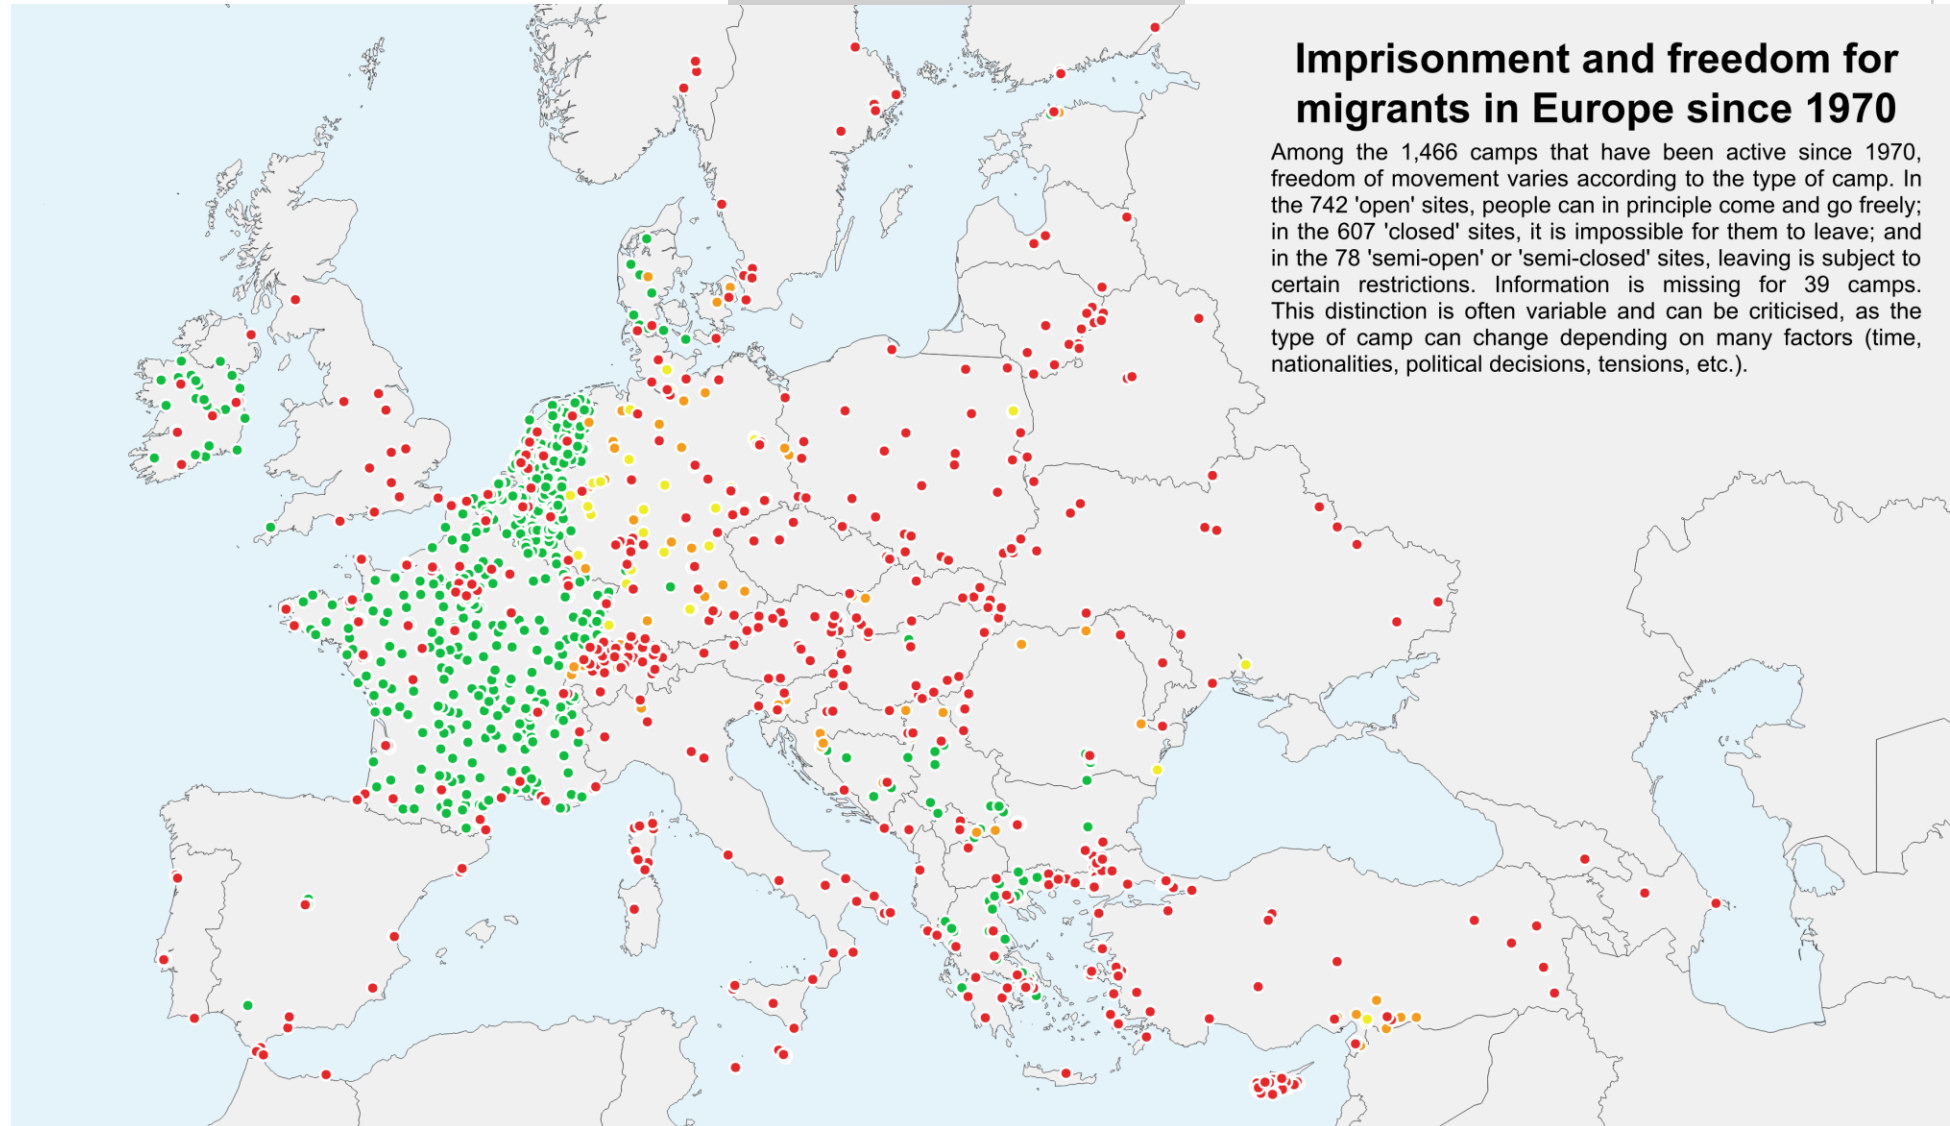 Imprisonment and freedom for
migrants in Europe since 1970
Among the 1,466 camps that have been active since 1970,
freedom of movement varies according to the type of camp. In
the 742 'open' sites, people can in principle come and go freely;
in the 607 'closed' sites, it is impossible for them to leave; and
in the 78 'semi-open' or 'semi-closed' sites, leaving is subject to
certain restrictions. Information is missing for 39 camps.
This distinction is often variable and can be criticised, as the
type of camp can change depending on many factors (time,
nationalities, political decisions, tensions, etc.).